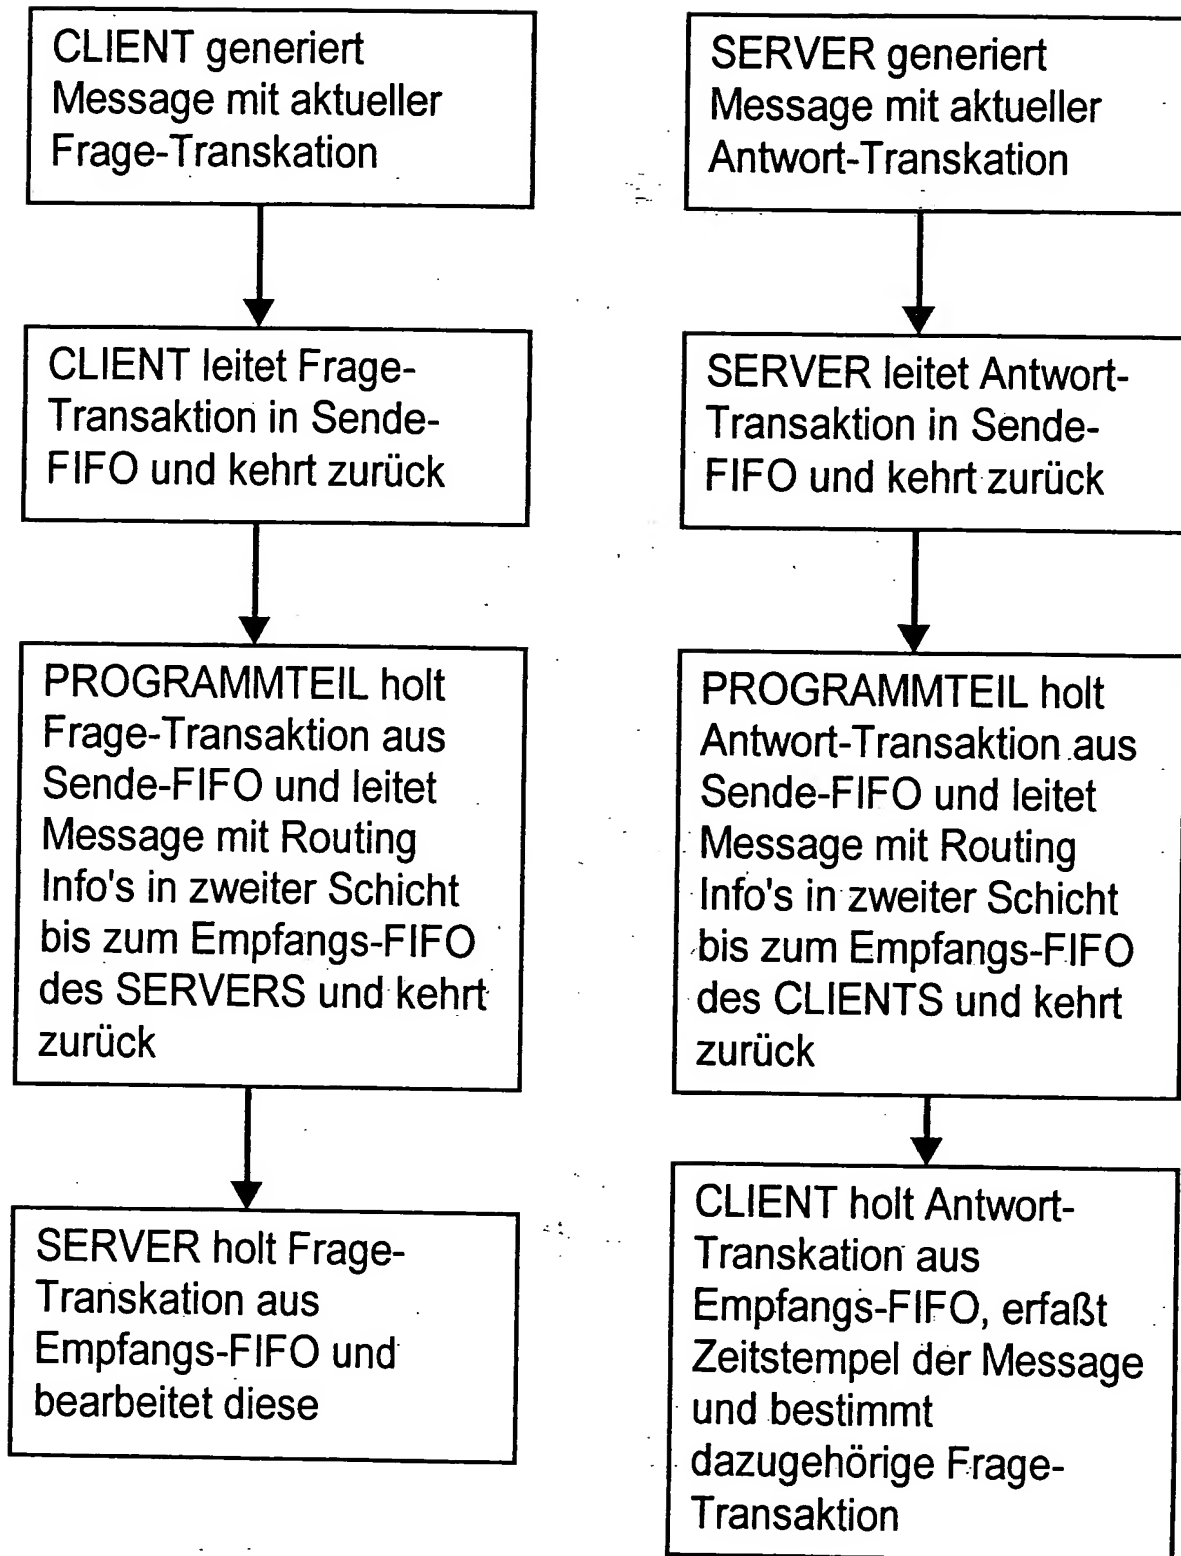 CLIENT generiert
Message mit aktueller
Frage-Transkation
CLIENT leitet Frage-
Transaktion in Sende-
FIFO und kehrt zurück
PROGRAMMTEIL holt
Frage-Transaktion aus
Sende-FIFO und leitet
Message mit Routing
Info's in zweiter Schicht
bis zum Empfangs-FIFO
des SERVERS und kehrt
zurück
SERVER holt Frage-
Transkation aus
Empfangs-FIFO und
bearbeitet diese
SERVER generiert
Message mit aktueller
Antwort-Transkation
SERVER leitet Antwort-
Transaktion in Sende-
FIFO und kehrt zurück
PROGRAMMTEIL holt
Antwort-Transaktion aus
Sende-FIFO und leitet
Message mit Routing
Info's in zweiter Schicht
bis zum Empfangs-FIFO
des CLIENTS und kehrt
zurück
CLIENT holt Antwort-
Transkation aus
Empfangs-FIFO, erfaßt
Zeitstempel der Message
und bestimmt
dazugehörige Frage-
Transaktion